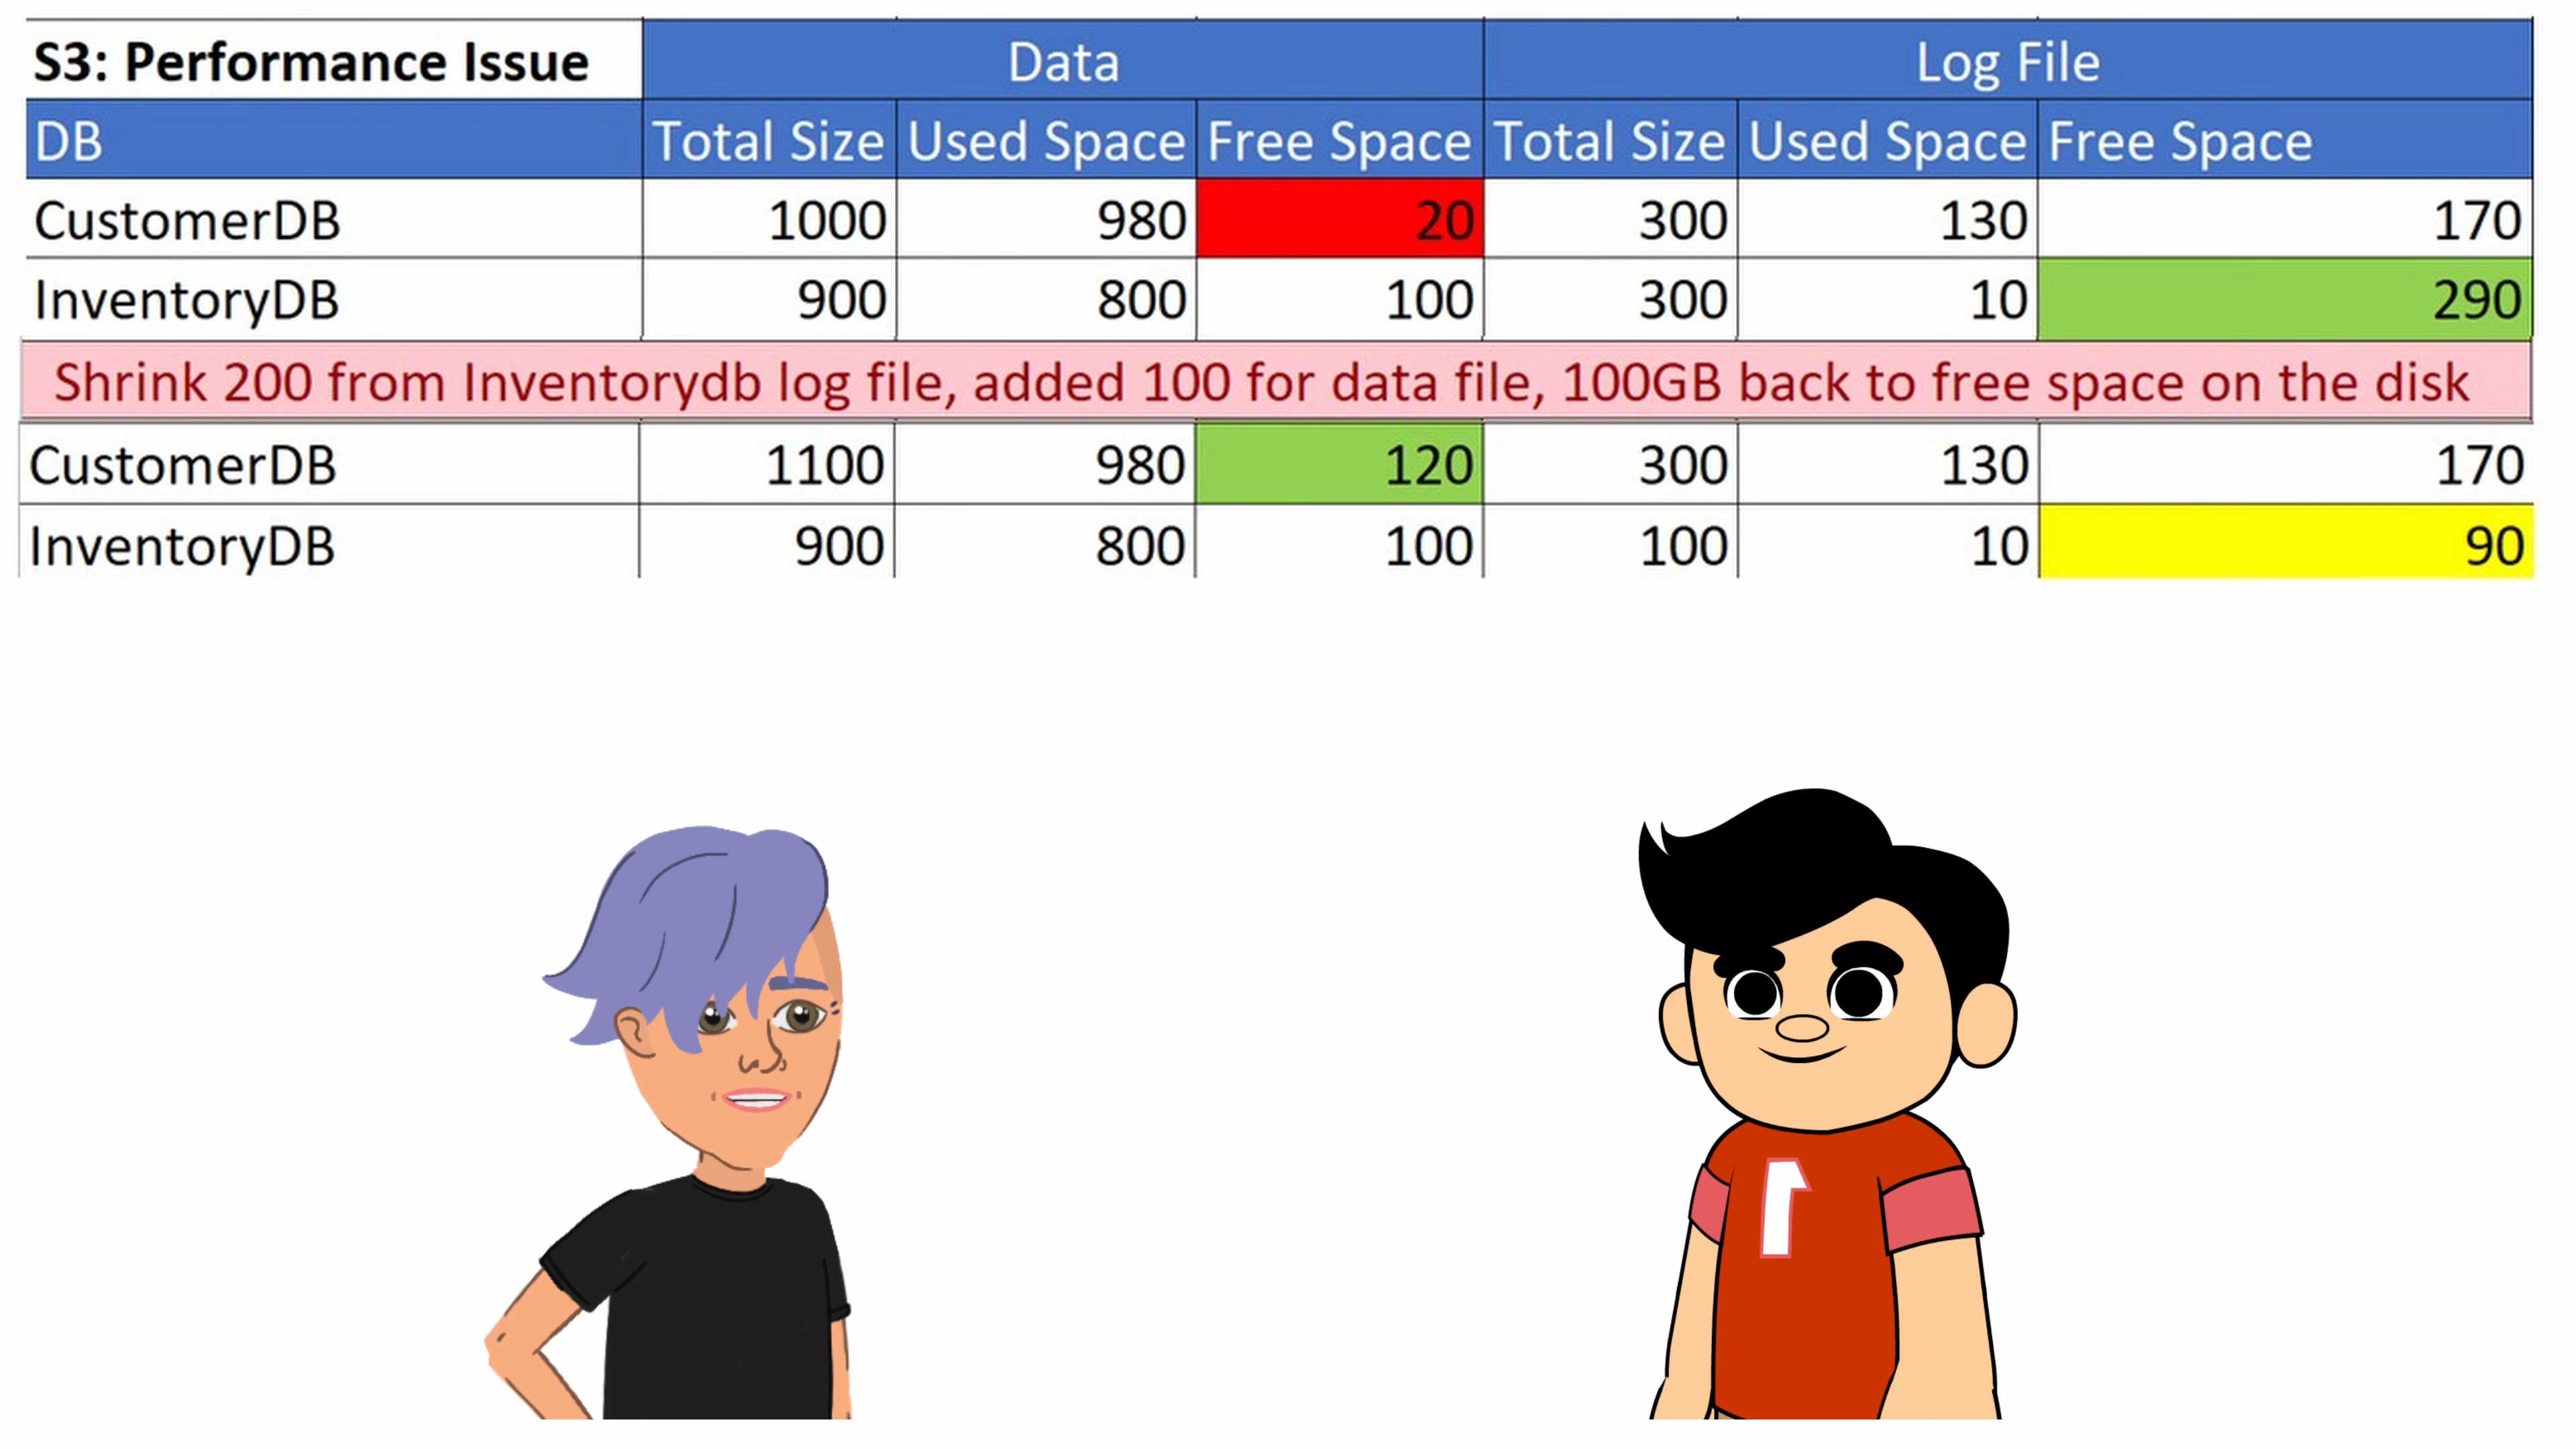 S3: Performance Issue Data Log File
DB Total Size Used Space Free Space Total Size Used Space Free Space
CustomerDB 1000 980 20 300 130 170
InventoryDB 900 800 100 300 10 290
Shrink 200 from Inventorydb log file, added 100 for data file, 100GB back to free space on the disk
CustomerDB 1100 980 120 300 130 170
InventoryDB 900 800 100 100 10 90
1